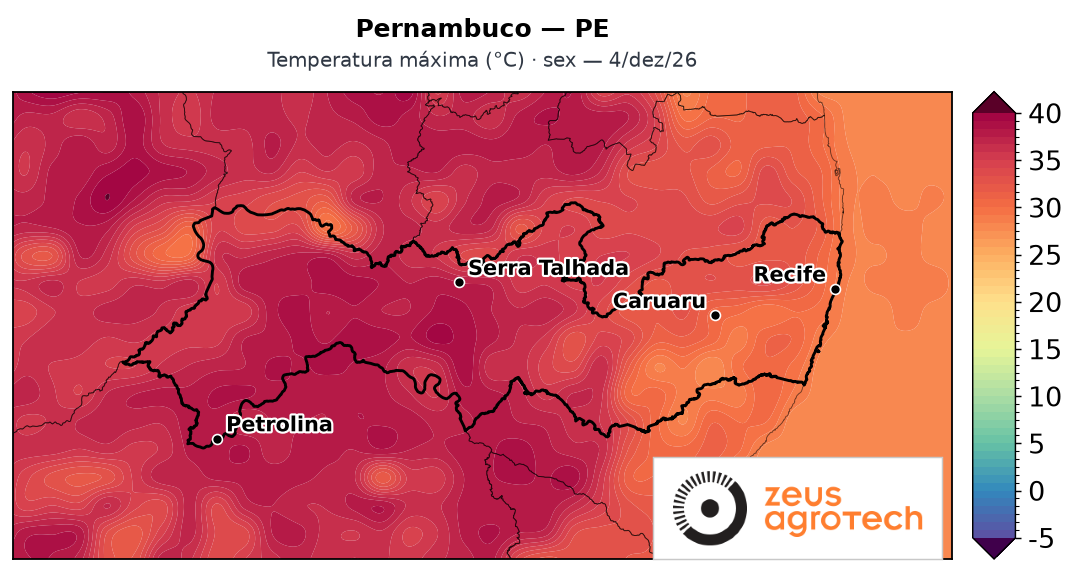 Pernambuco — PE
Temperatura máxima (°C) · sex — 4/dez/26
Serra Talhada
Recife
Caruaru
Petrolina
40
35
30
25
20
15
10
5
0
-5
zeus
agrotech